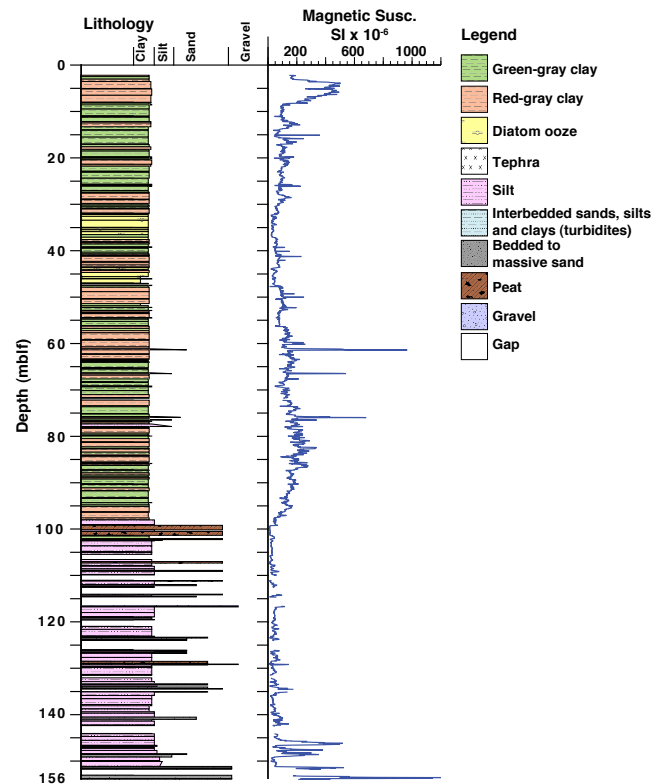 Lithology
Clay
Silt
Sand
Gravel
Magnetic Susc.
SI x 10-6
200 600 1000
Depth (mblf)
0
20
40
60
80
100
120
140
156
Legend
Green-gray clay
Red-gray clay
Diatom ooze
Tephra
Silt
Interbedded sands, silts
and clays (turbidites)
Bedded to
massive sand
Peat
Gravel
Gap